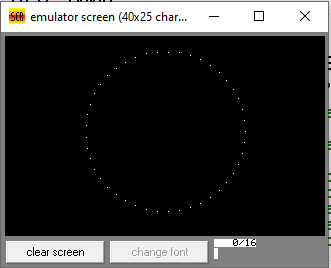 emulator screen (40x25 char...
clear screen
change font
0/16